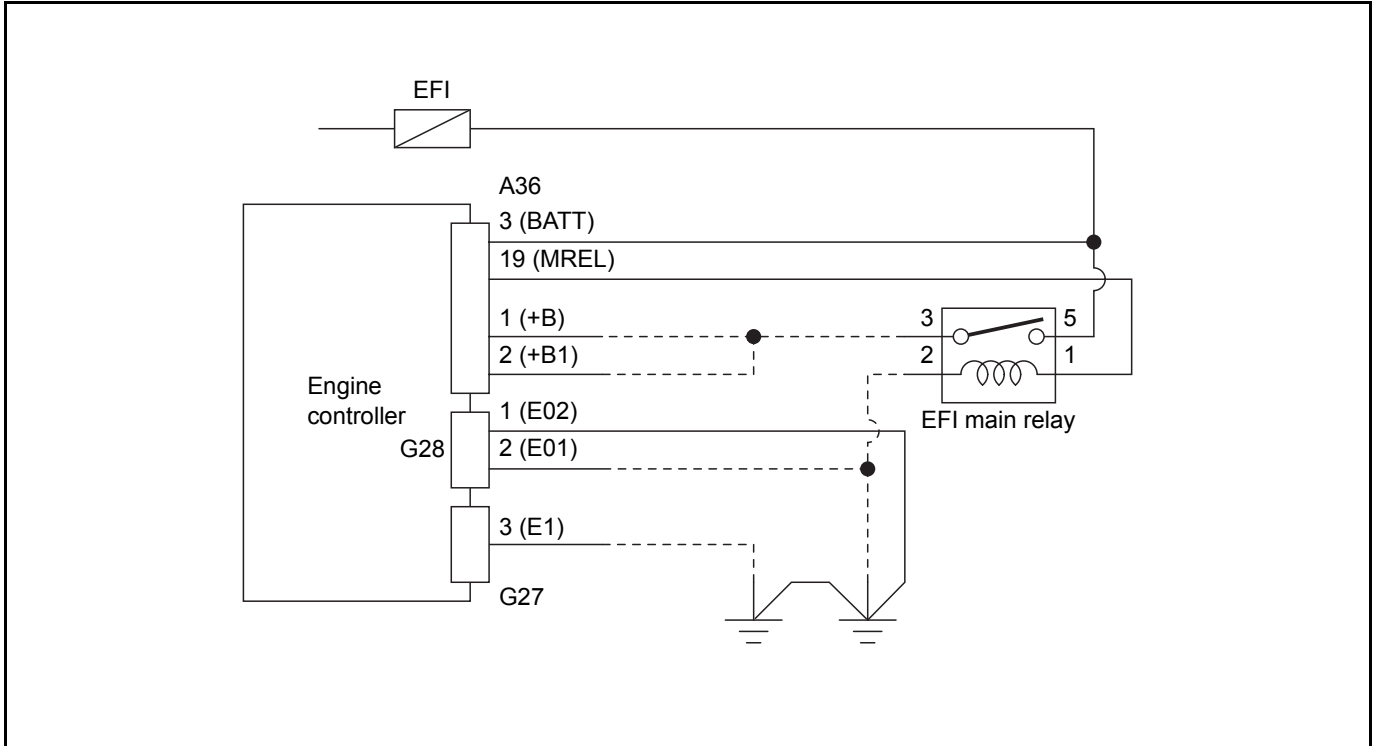 EFI
A36
3 (BATT)
19 (MREL)
1 (+B)
2 (+B1)
3
5
2
1
EFI main relay
Engine
controller
1 (E02)
G28
2 (E01)
3 (E1)
G27